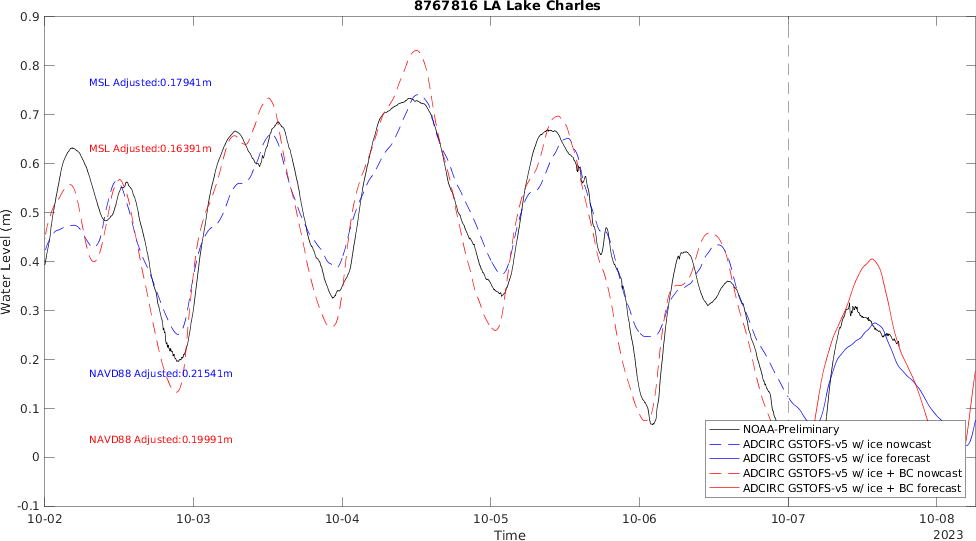 8767816 LA Lake Charles
0.9
0.8
0.7
0.6
0.5
0.4
0.3
0.2
0.1
0
-0.1
Water Level (m)
MSL Adjusted:0.17941m
MSL Adjusted:0.16391m
NAVD88 Adjusted:0.21541m
NAVD88 Adjusted:0.19991m
NOAA-Preliminary
ADCIRC GSTOFS-v5 w/ ice nowcast
ADCIRC GSTOFS-v5 w/ ice forecast
ADCIRC GSTOFS-v5 w/ ice + BC nowcast
ADCIRC GSTOFS-v5 w/ ice + BC forecast
10-02 10-03 10-04 10-05 10-06 10-07 10-08
Time
2023